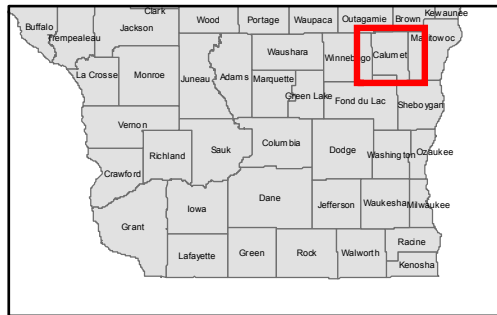 Clark Wood Portage Waupaca Outagamie Brown Kewaunee
Buffalo Trempealeau Jackson Waushara Winnebago Calumet Manitowoc
La Crosse Monroe Juneau Adams Marquette
Green Lake Fond du Lac Sheboygan
Vernon Columbia Dodge Washington Ozaukee
Richland Sauk
Crawford Dane Jefferson Waukesha Milwaukee
Grant Iowa
Lafayette Green Rock Walworth Racine
Kenosha